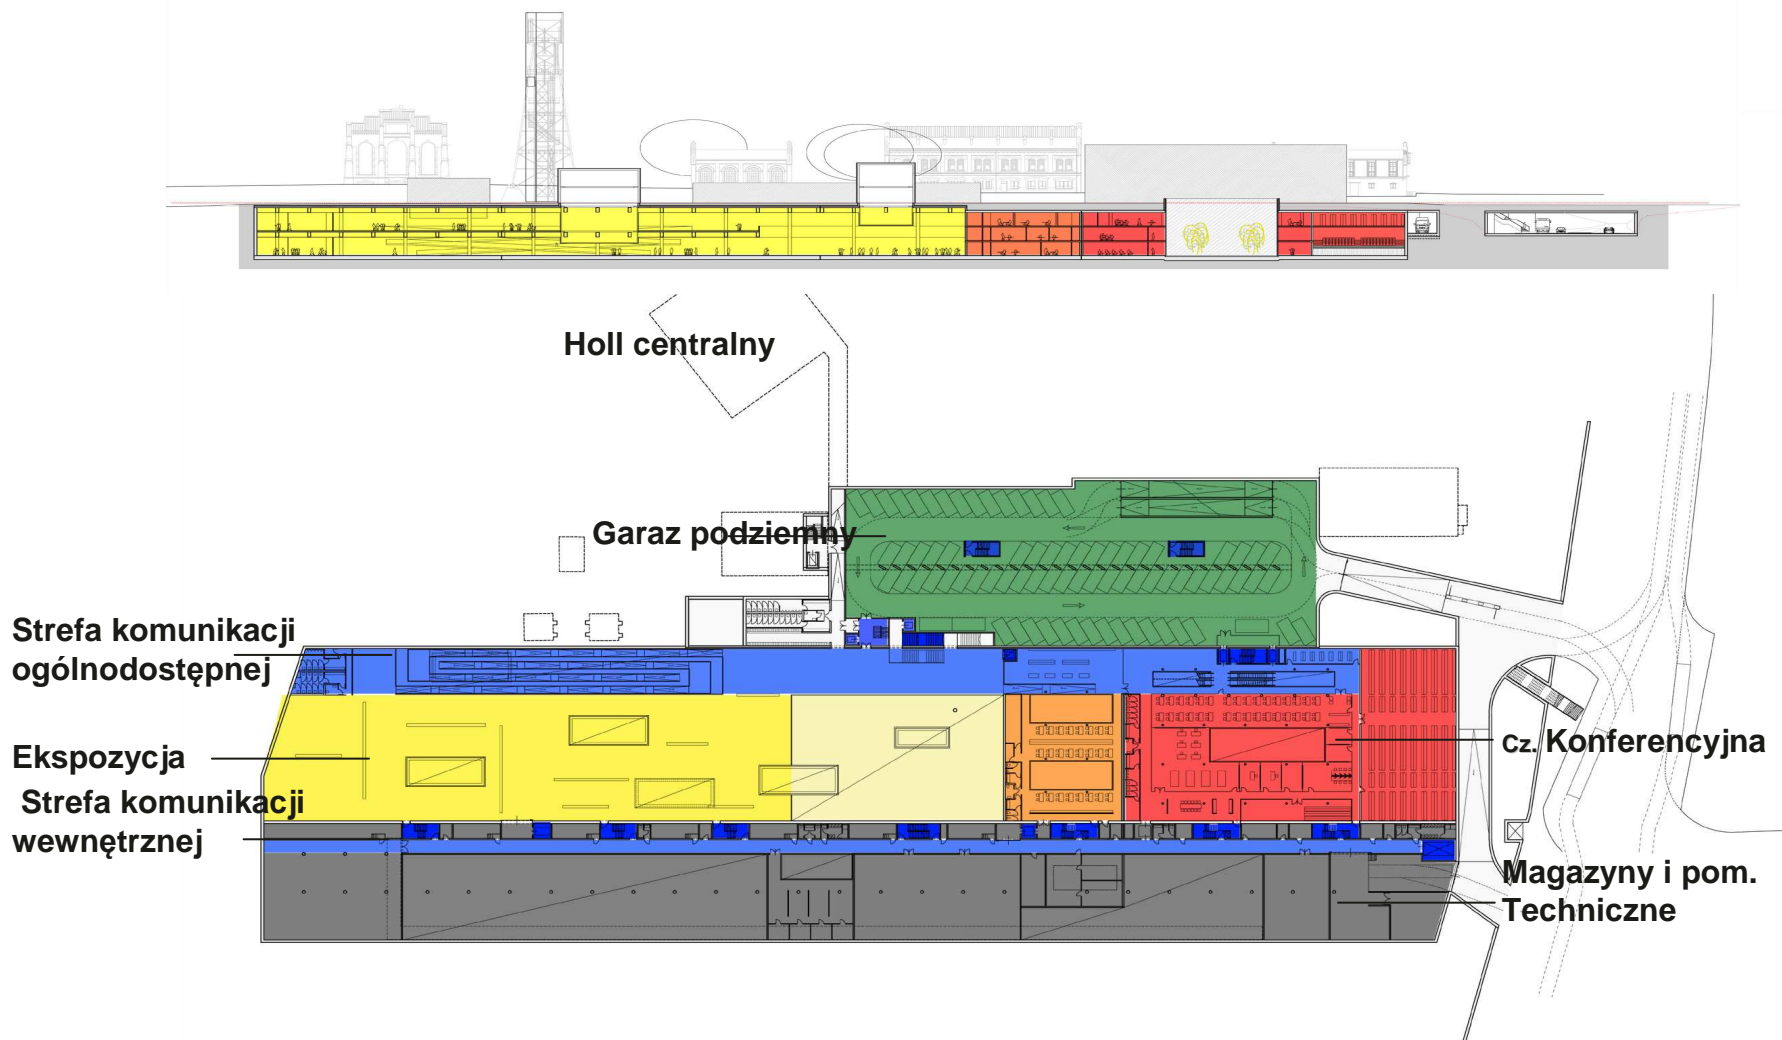 Holl centralny
Garaz podziemny
Strefa komunikacji
ogólnodostępnej
Ekspozycja
Strefa komunikacji
wewnętrznej
Cz. Konferencyjna
Magazyny i pom.
Techniczne